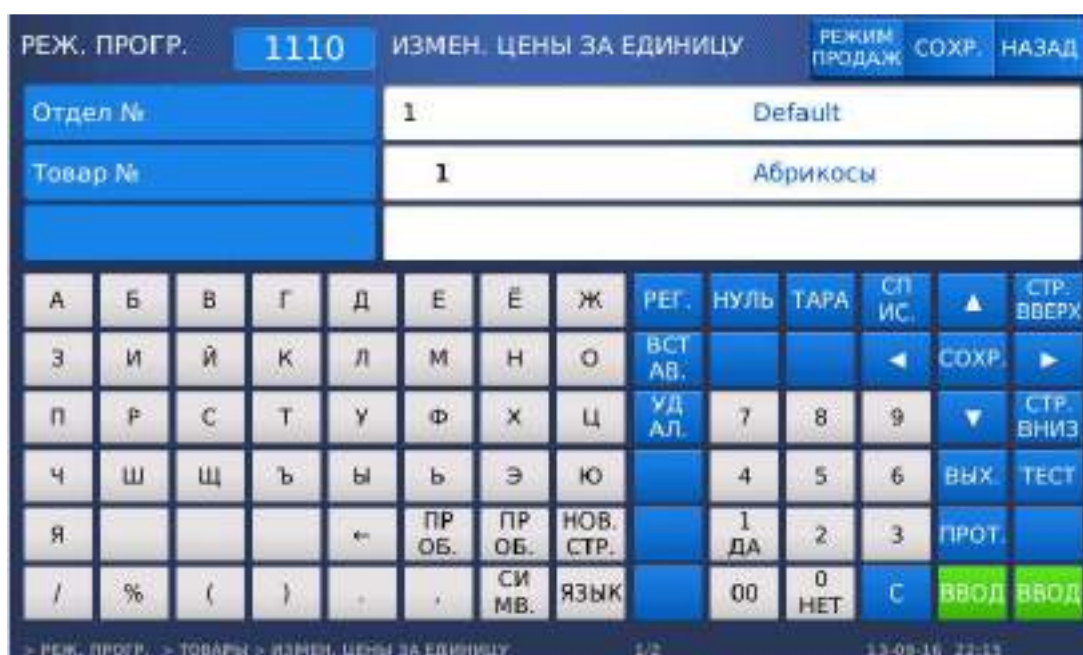 РЕЖ. ПРОГР. 1110 ИЗМЕН. ЦЕНЫ ЗА ЕДИНИЦУ РЕЖИМ ПРОДАЖ СОХР. НАЗАД
Отдел № 1 Default
Товар № 1 Абрикосы
А Б В Г Д Е Ё Ж РЕГ. НУЛЬ ТАРА СП ИС. ▲ СТР. ВВЕРХ
З И Й К Л М Н О ВСТ АВ. ◀ СОХР. ▶
П Р С Т У Ф Х Ц УД АЛ. 7 8 9 ▼ СТР. ВНИЗ
Ч Ш Щ Ъ Ы Ь Э Ю 4 5 6 ВЫХ. ТЕСТ
Я ← ПР ОБ. ПР ОБ. НОВ. СТР. 1 ДА 2 3 ПРОТ.
/ % ( ) . , СИ МВ. ЯЗЫК 00 0 НЕТ C ВВОД ВВОД
> РЕЖ. ПРОГР. > ТОВАРЫ > ИЗМЕН. ЦЕНЫ ЗА ЕДИНИЦУ 1/2 13-09-16 22:13